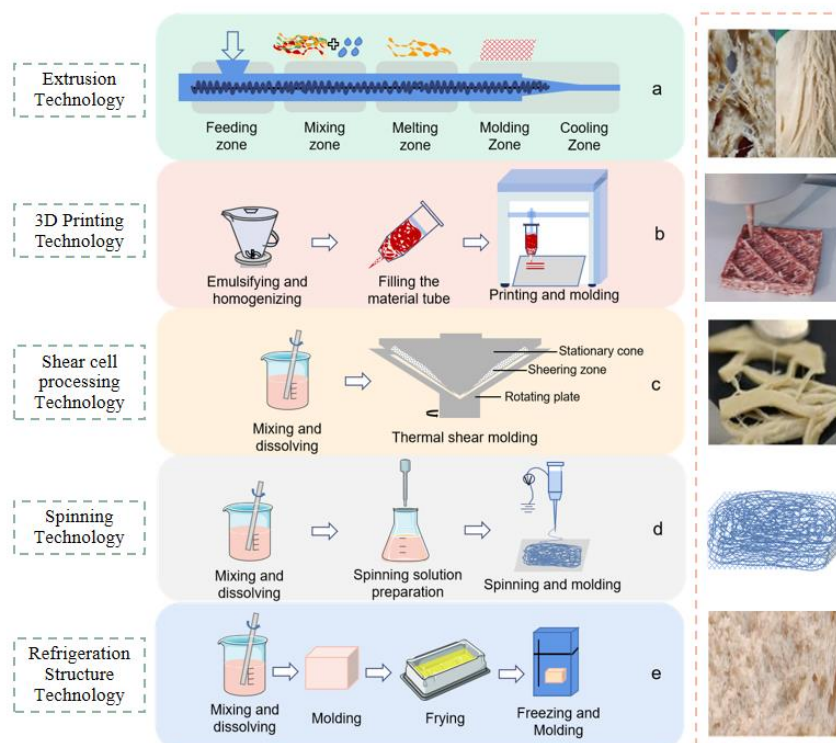 Extrusion
Technology
+
Feeding
zone
Mixing
zone
Melting
zone
Molding
Zone
Cooling
Zone
a
3D Printing
Technology
Emulsifying and
homogenizing
Filling the
material tube
Printing and molding
b
Shear cell
processing
Technology
Mixing and
dissolving
Stationary cone
Sheering zone
Rotating plate
Thermal shear molding
c
Spinning
Technology
Mixing and
dissolving
Spinning solution
preparation
Spinning and molding
d
Refrigeration
Structure
Technology
Mixing and
dissolving
Molding
Frying
Freezing and
Molding
e